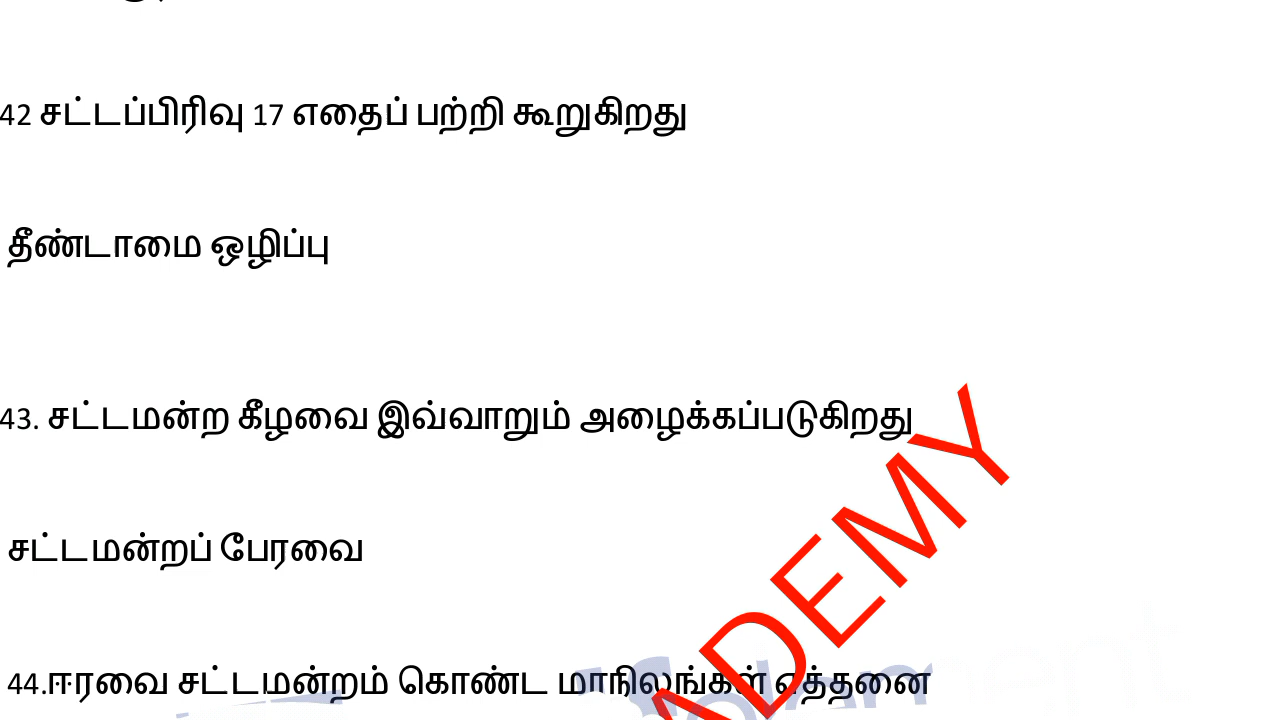 42 சட்டப்பிரிவு 17 எதைப் பற்றி கூறுகிறது
தீண்டாமை ஒழிப்பு
43. சட்டமன்ற கீழவை இவ்வாறும் அழைக்கப்படுகிறது
சட்டமன்றப் பேரவை
44.ஈரவை சட்டமன்றம் கொண்ட மாநிலங்கள் எத்தனை
ADEMY